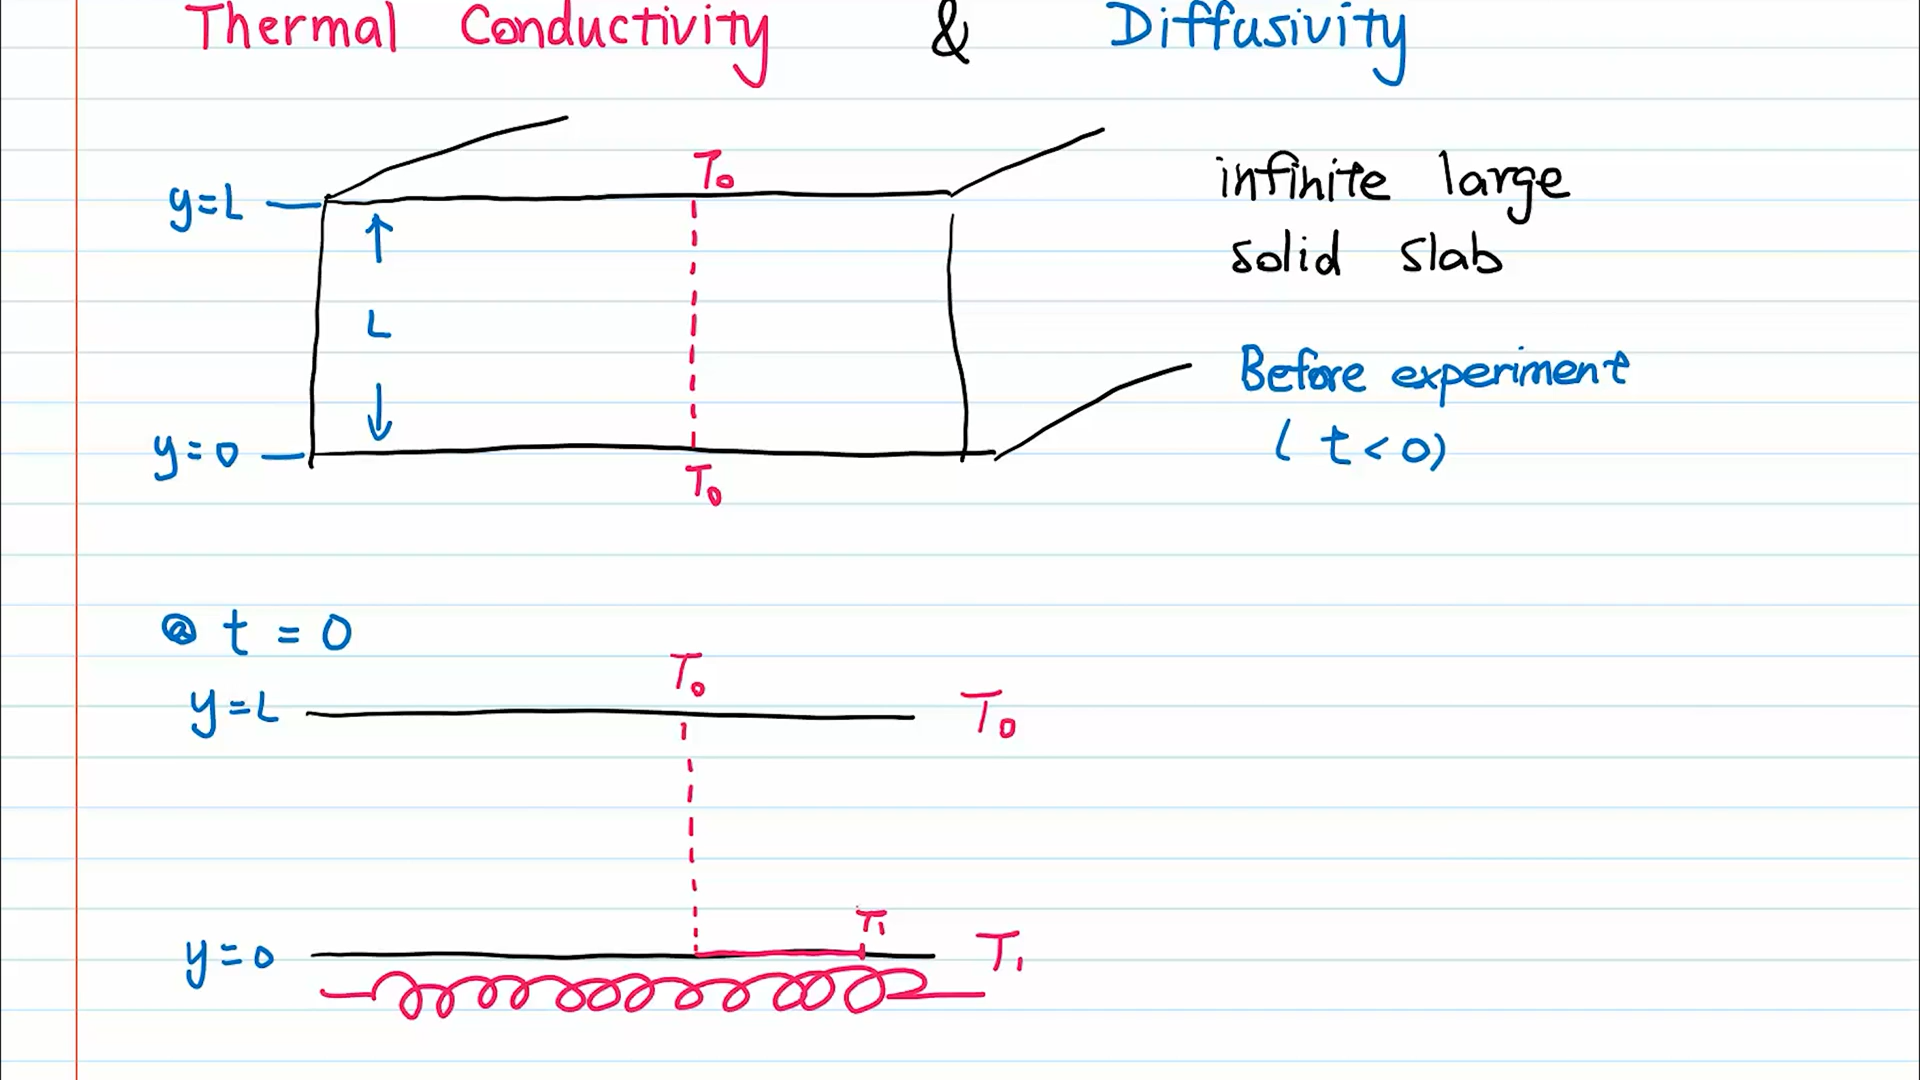 Thermal Conductivity & Diffusivity
T₀
y=L
infinite large
solid slab
L
Before experiment
( t < 0)
y=0
T₀
@ t = 0
T₀
y=L
T₀
T₁
y=0
T₁